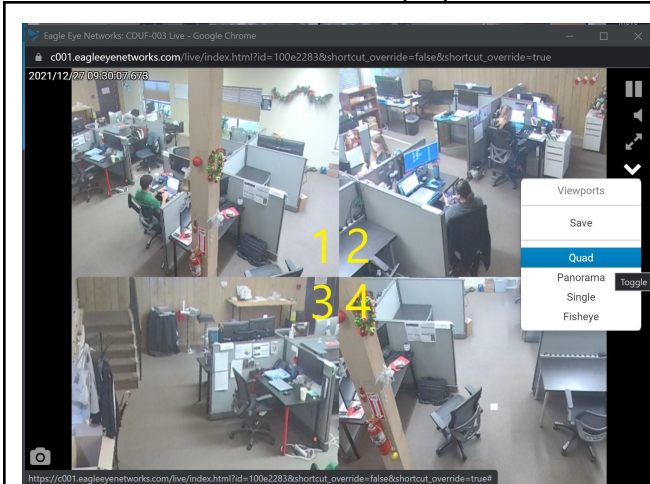 Eagle Eye Networks: CDUF-003 Live - Google Chrome
c001.eagleeyenetworks.com/live/index.html?id=100e2283&shortcut_override=false&shortcut_override=true
2021/12/27 09:30:07.673
Viewports
Save
Quad
Panorama
Toggle
Single
Fisheye
1 2
3 4
https://c001.eagleeyenetworks.com/live/index.html?id=100e2283&shortcut_override=false&shortcut_override=true#